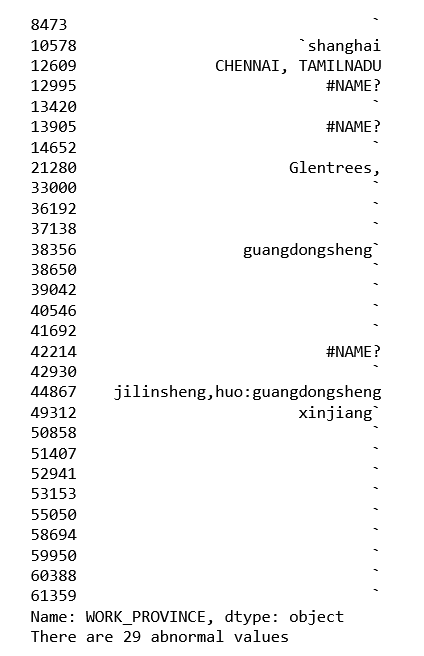 8473 `
10578 `shanghai
12609 CHENNAI, TAMILNADU
12995 #NAME?
13420 `
13905 #NAME?
14652 `
21280 Glentrees,
33000 `
36192 `
37138 `
38356 guangdongsheng`
38650 `
39042 `
40546 `
41692 `
42214 #NAME?
42930 `
44867 jilinsheng,huo:guangdongsheng
49312 xinjiang`
50858 `
51407 `
52941 `
53153 `
55050 `
58694 `
59950 `
60388 `
61359 `
Name: WORK_PROVINCE, dtype: object
There are 29 abnormal values